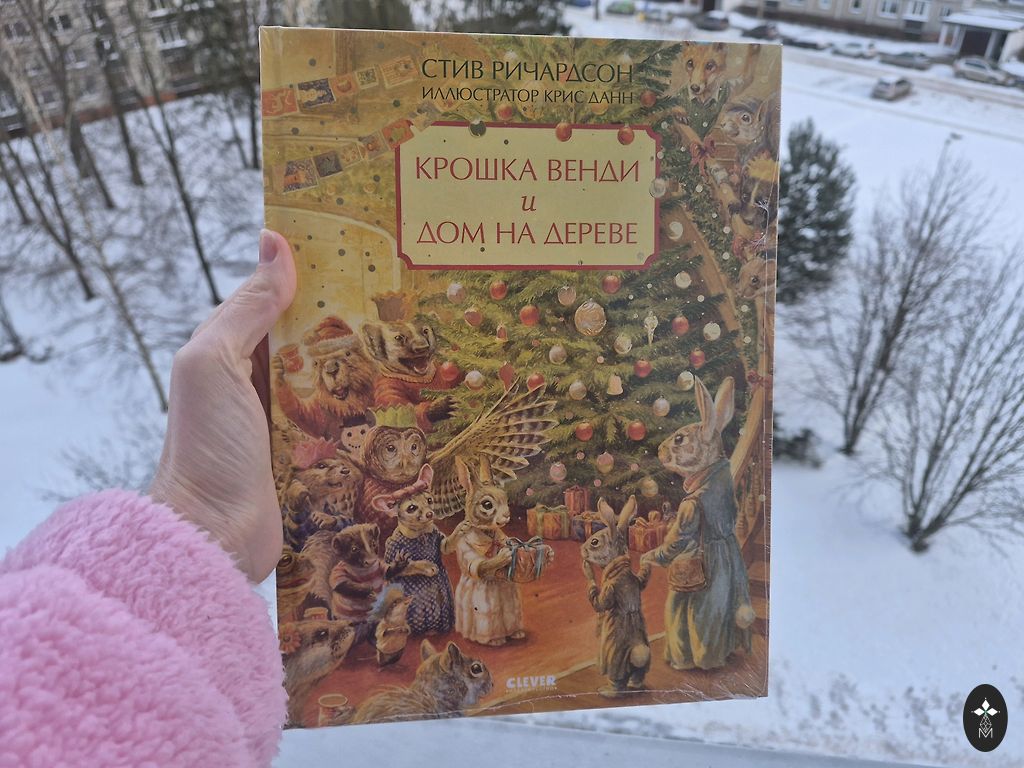 СТИВ РИЧАРДСОН
ИЛЛЮСТРАТОР КРИС ДАНН
КРОШКА ВЕНДИ
и
ДОМ НА ДЕРЕВЕ
CLEVER
М